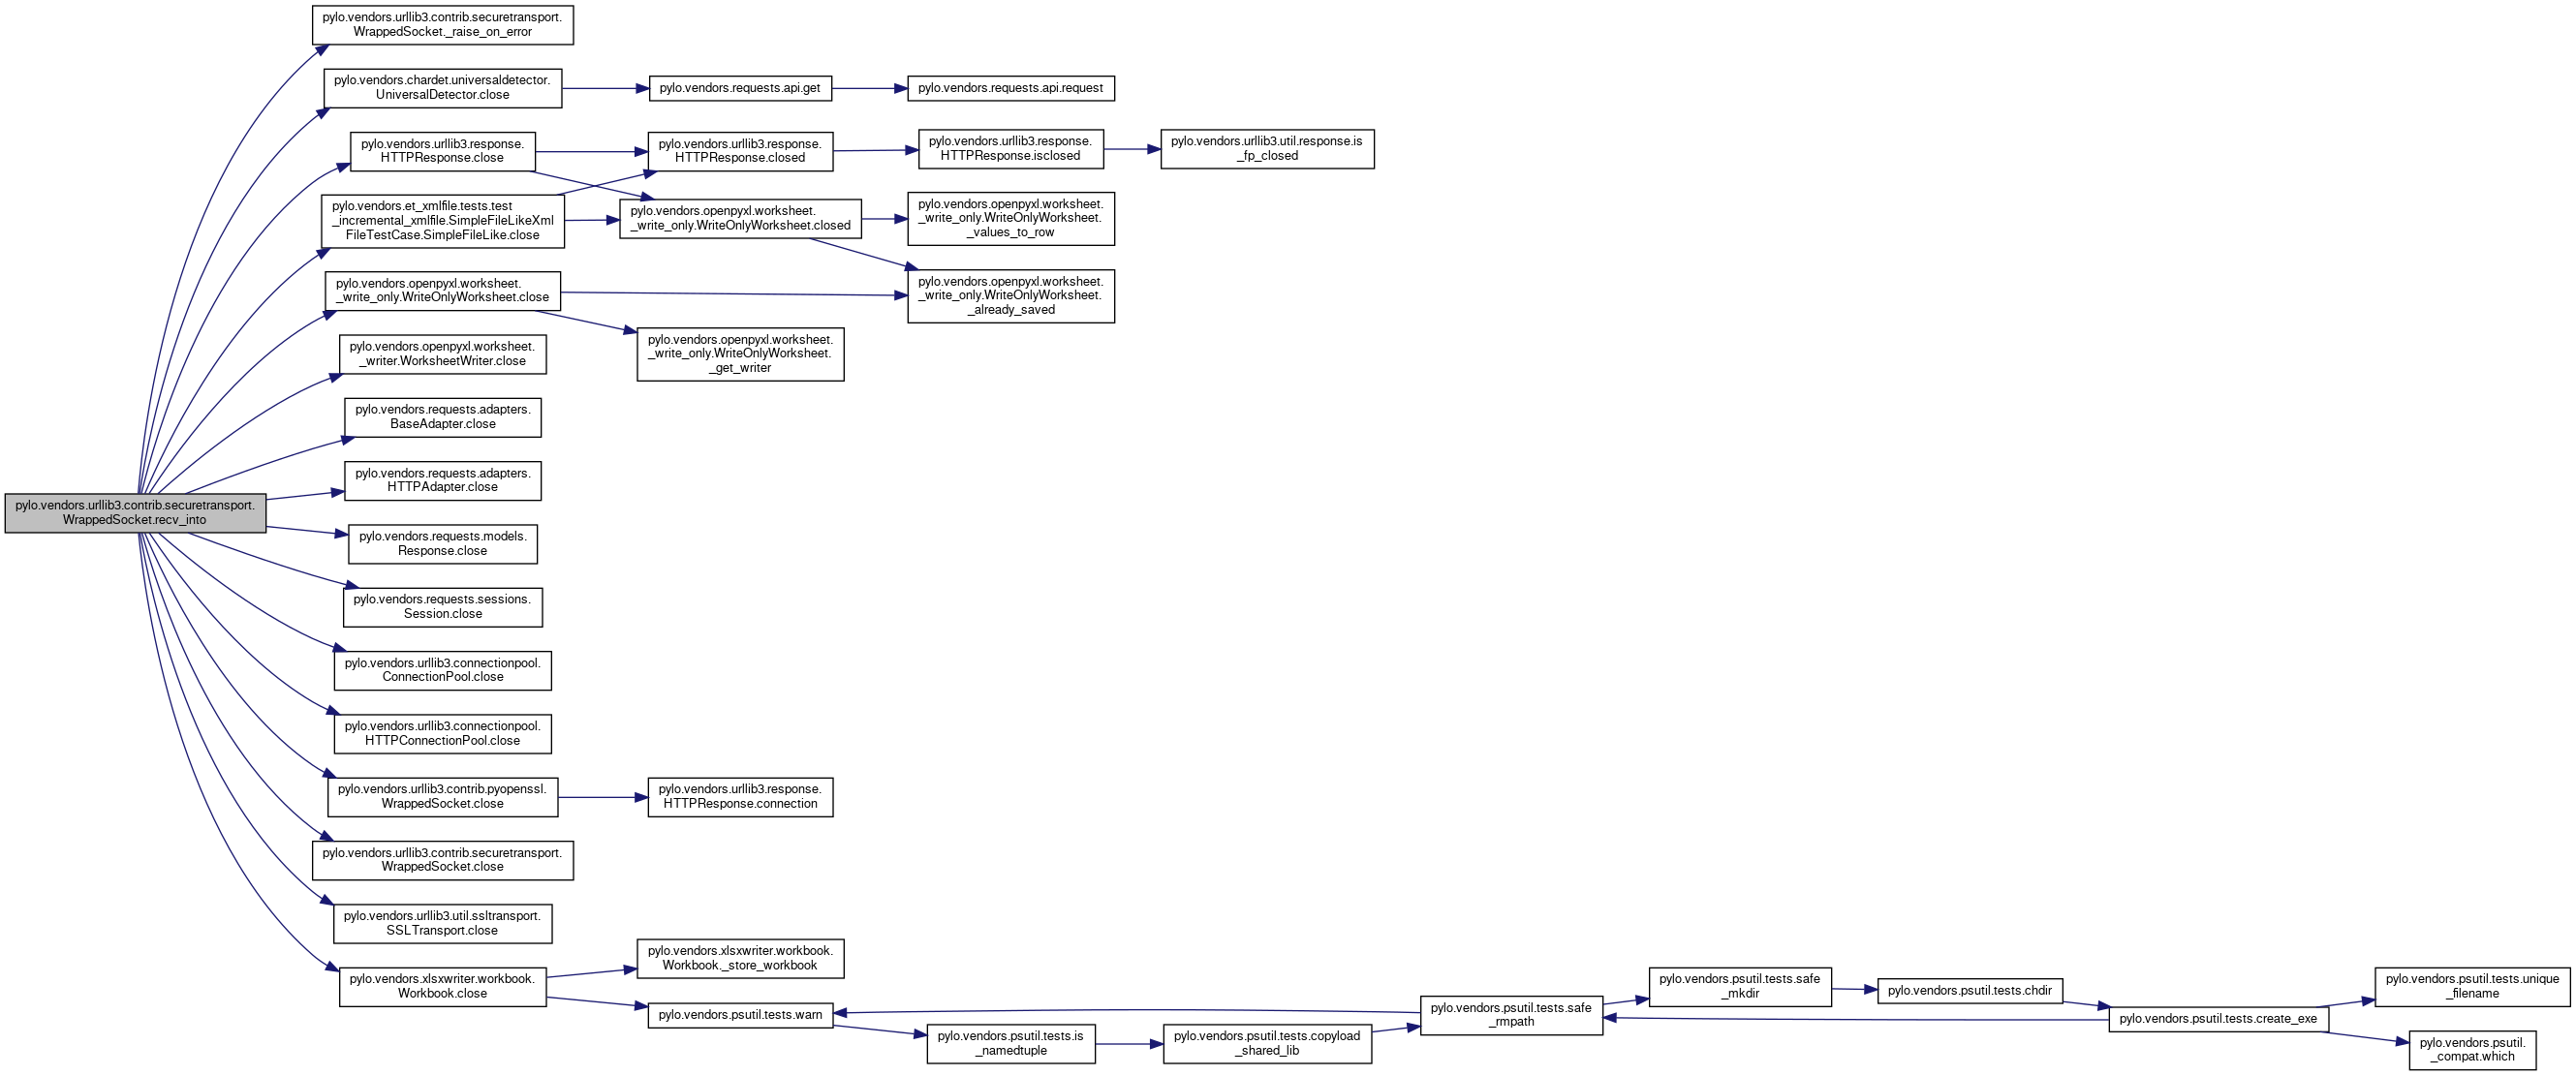 pylo.vendors.urllib3.contrib.securetransport.
WrappedSocket.recv_into
pylo.vendors.urllib3.contrib.securetransport.
WrappedSocket._raise_on_error
pylo.vendors.chardet.universaldetector.
UniversalDetector.close
pylo.vendors.requests.api.get
pylo.vendors.requests.api.request
pylo.vendors.urllib3.response.
HTTPResponse.close
pylo.vendors.urllib3.response.
HTTPResponse.closed
pylo.vendors.urllib3.response.
HTTPResponse.isclosed
pylo.vendors.urllib3.util.response.is
_fp_closed
pylo.vendors.et_xmlfile.tests.test
_incremental_xmlfile.SimpleFileLikeXml
FileTestCase.SimpleFileLike.close
pylo.vendors.openpyxl.worksheet.
_write_only.WriteOnlyWorksheet.closed
pylo.vendors.openpyxl.worksheet.
_write_only.WriteOnlyWorksheet.
_values_to_row
pylo.vendors.openpyxl.worksheet.
_write_only.WriteOnlyWorksheet.close
pylo.vendors.openpyxl.worksheet.
_write_only.WriteOnlyWorksheet.
_already_saved
pylo.vendors.openpyxl.worksheet.
_write_only.WriteOnlyWorksheet.
_get_writer
pylo.vendors.openpyxl.worksheet.
_writer.WorksheetWriter.close
pylo.vendors.requests.adapters.
BaseAdapter.close
pylo.vendors.requests.adapters.
HTTPAdapter.close
pylo.vendors.requests.models.
Response.close
pylo.vendors.requests.sessions.
Session.close
pylo.vendors.urllib3.connectionpool.
ConnectionPool.close
pylo.vendors.urllib3.connectionpool.
HTTPConnectionPool.close
pylo.vendors.urllib3.contrib.pyopenssl.
WrappedSocket.close
pylo.vendors.urllib3.response.
HTTPResponse.connection
pylo.vendors.urllib3.contrib.securetransport.
WrappedSocket.close
pylo.vendors.urllib3.util.ssltransport.
SSLTransport.close
pylo.vendors.xlsxwriter.workbook.
Workbook.close
pylo.vendors.xlsxwriter.workbook.
Workbook._store_workbook
pylo.vendors.psutil.tests.warn
pylo.vendors.psutil.tests.is
_namedtuple
pylo.vendors.psutil.tests.copyload
_shared_lib
pylo.vendors.psutil.tests.safe
_rmpath
pylo.vendors.psutil.tests.safe
_mkdir
pylo.vendors.psutil.tests.chdir
pylo.vendors.psutil.tests.create_exe
pylo.vendors.psutil.tests.unique
_filename
pylo.vendors.psutil.
_compat.which